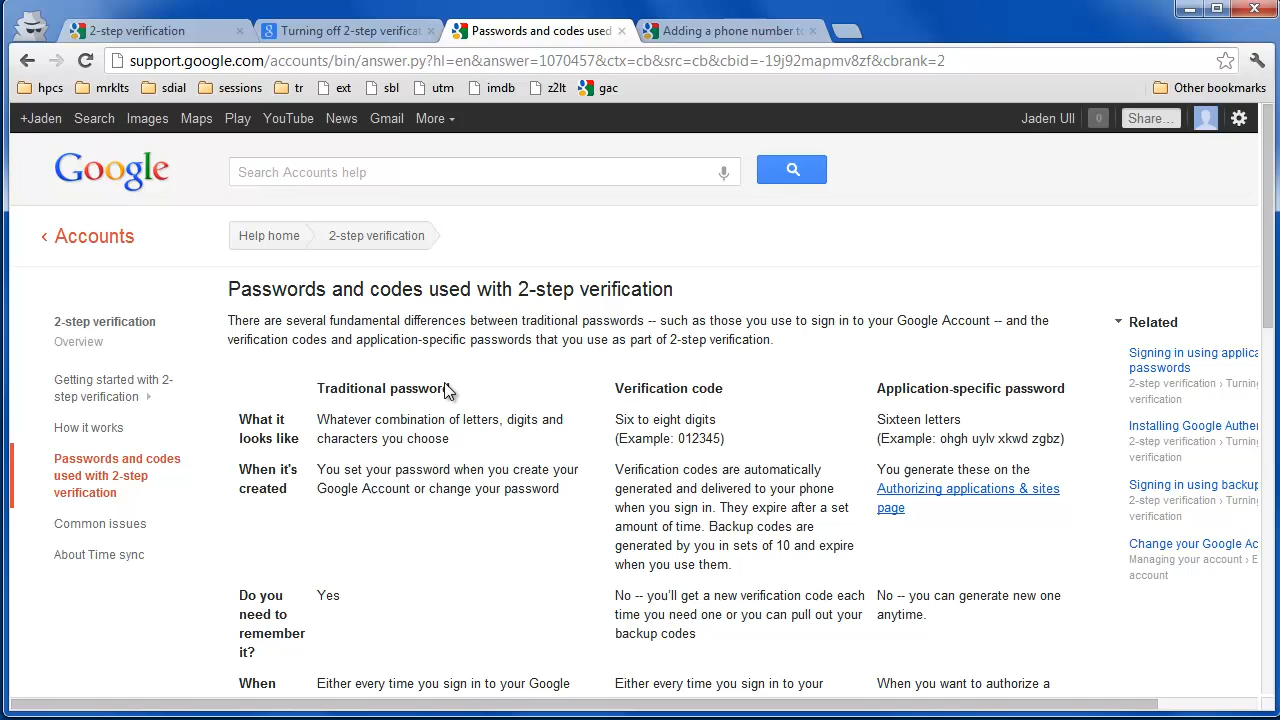 2-step verification
Turning off 2-step verificat
Passwords and codes used
Adding a phone number to
support.google.com/accounts/bin/answer.py?hl=en&answer=1070457&ctx=cb&src=cb&cbid=-19j92mapmv8zf&cbrank=2
hpcs mrklts sdial sessions tr ext sbl utm imdb z2lt gac Other bookmarks
+Jaden Search Images Maps Play YouTube News Gmail More Jaden Ull 0 Share...
Google
Search Accounts help
‹ Accounts
Help home 2-step verification
Passwords and codes used with 2-step verification
There are several fundamental differences between traditional passwords -- such as those you use to sign in to your Google Account -- and the
verification codes and application-specific passwords that you use as part of 2-step verification.
2-step verification
Overview
Getting started with 2-
step verification
How it works
Passwords and codes
used with 2-step
verification
Common issues
About Time sync
Traditional password Verification code Application-specific password
What it
looks like
Whatever combination of letters, digits and
characters you choose
Six to eight digits
(Example: 012345)
Sixteen letters
(Example: ohgh uylv xkwd zgbz)
When it's
created
You set your password when you create your
Google Account or change your password
Verification codes are automatically
generated and delivered to your phone
when you sign in. They expire after a set
amount of time. Backup codes are
generated by you in sets of 10 and expire
when you use them.
You generate these on the
Authorizing applications & sites
page
Do you
need to
remember
it?
Yes
No -- you'll get a new verification code each
time you need one or you can pull out your
backup codes
No -- you can generate new one
anytime.
When
Either every time you sign in to your Google
Either every time you sign in to your
When you want to authorize a
Related
Signing in using applica
passwords
2-step verification › Turning
verification
Installing Google Auther
2-step verification › Turning
verification
Signing in using backup
2-step verification › Turning
verification
Change your Google Ac
Managing your account › E
account